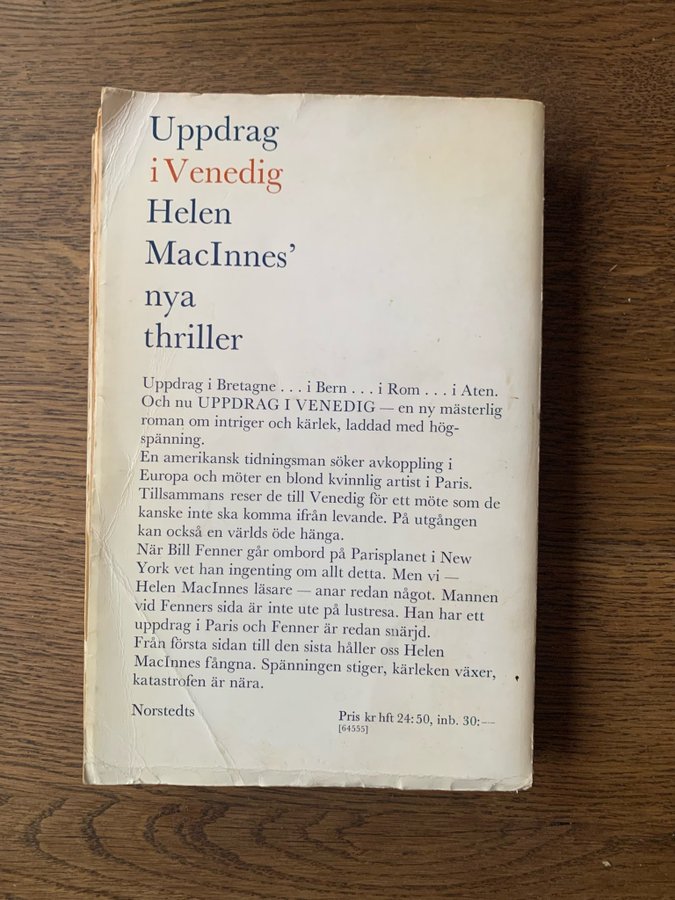 Uppdrag
i Venedig
Helen
MacInnes’
nya
thriller
Uppdrag i Bretagne . . . i Bern . . . i Rom . . . i Aten.
Och nu UPPDRAG I VENEDIG — en ny mästerlig
roman om intriger och kärlek, laddad med hög-
spänning.
En amerikansk tidningsman söker avkoppling i
Europa och möter en blond kvinnlig artist i Paris.
Tillsammans reser de till Venedig för ett möte som de
kanske inte ska komma ifrån levande. På utgången
kan också en världs öde hänga.
När Bill Fenner går ombord på Parisplanet i New
York vet han ingenting om allt detta. Men vi —
Helen MacInnes läsare — anar redan något. Mannen
vid Fenners sida är inte ute på lustresa. Han har ett
uppdrag i Paris och Fenner är redan snärjd.
Från första sidan till den sista håller oss Helen
MacInnes fångna. Spänningen stiger, kärleken växer,
katastrofen är nära.
Norstedts
Pris kr hft 24:50, inb. 30:—
[64555]